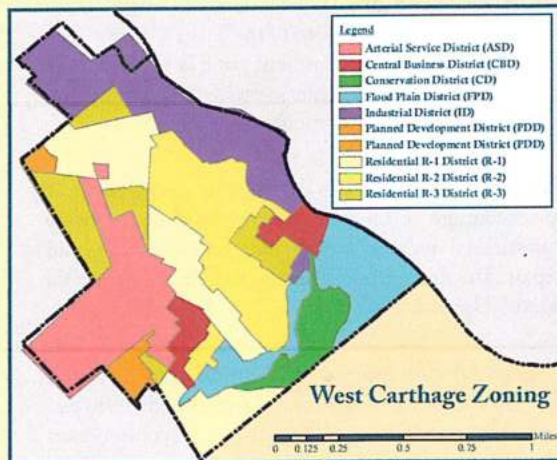 Legend
Arterial Service District (ASD)
Central Business District (CBD)
Conservation District (CD)
Flood Plain District (FPD)
Industrial District (ID)
Planned Development District (PDD)
Planned Development District (PDD)
Residential R-1 District (R-1)
Residential R-2 District (R-2)
Residential R-3 District (R-3)
West Carthage Zoning
Miles
0 0.125 0.25 0.5 0.75 1